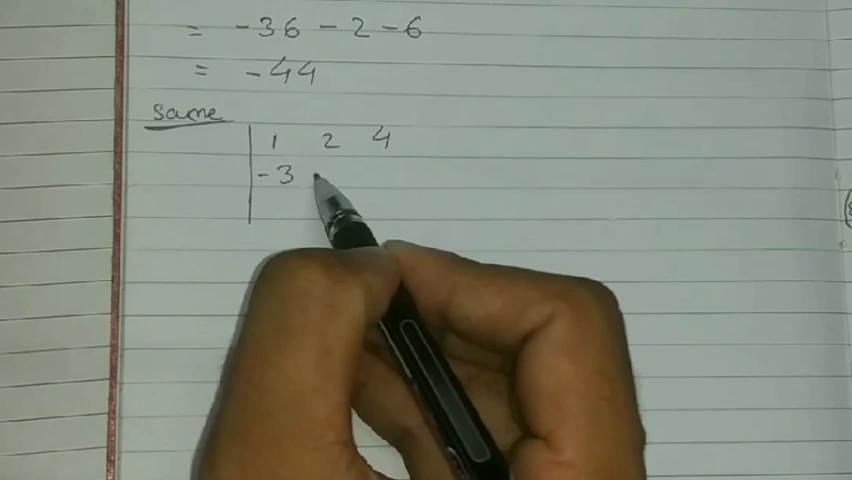 = -36 - 2 - 6
= -44
Same
| 1 2 4
| -3